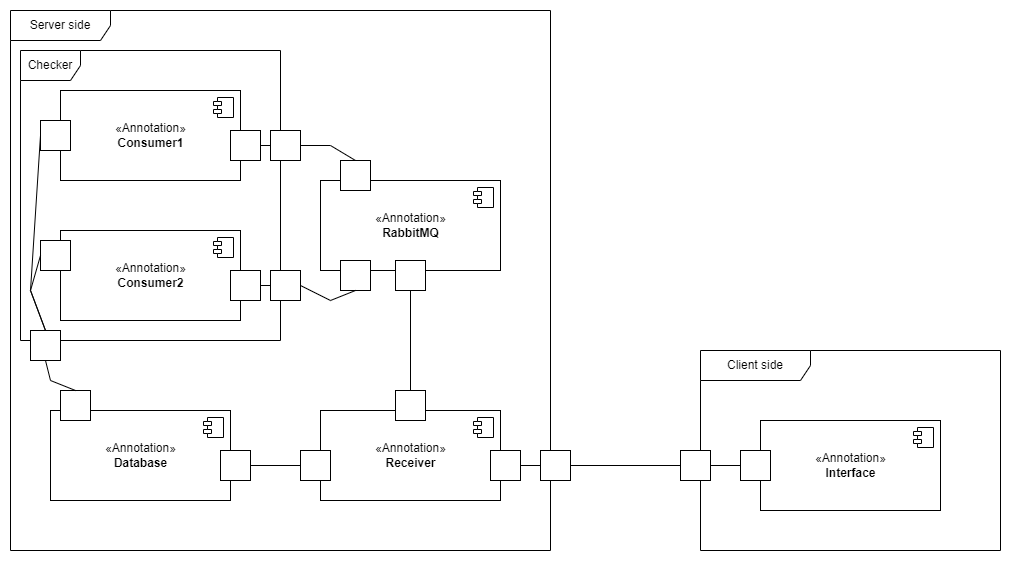 Server side
Checker
«Annotation»
Consumer1
«Annotation»
RabbitMQ
«Annotation»
Consumer2
Client side
«Annotation»
Database
«Annotation»
Receiver
«Annotation»
Interface